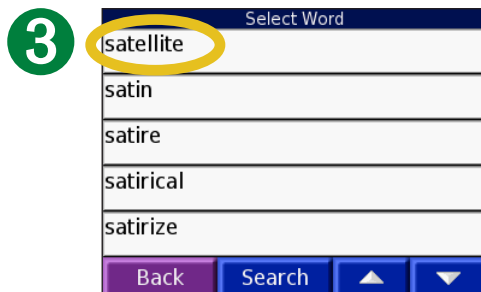 3
Select Word
satellite
satin
satire
satirical
satirize
Back Search